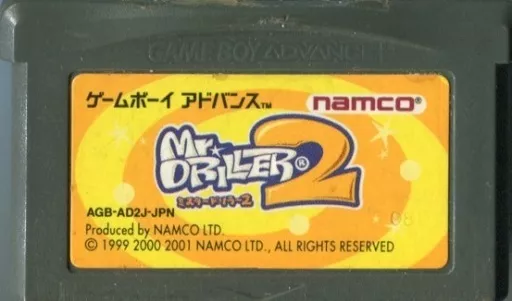 GAME BOY ADVANCE
ゲームボーイ アドバンス™
namco®
Mr. DRILLER® 2
ミスタードリラー2
AGB-AD2J-JPN
08
Produced by NAMCO LTD.
© 1999 2000 2001 NAMCO LTD., ALL RIGHTS RESERVED